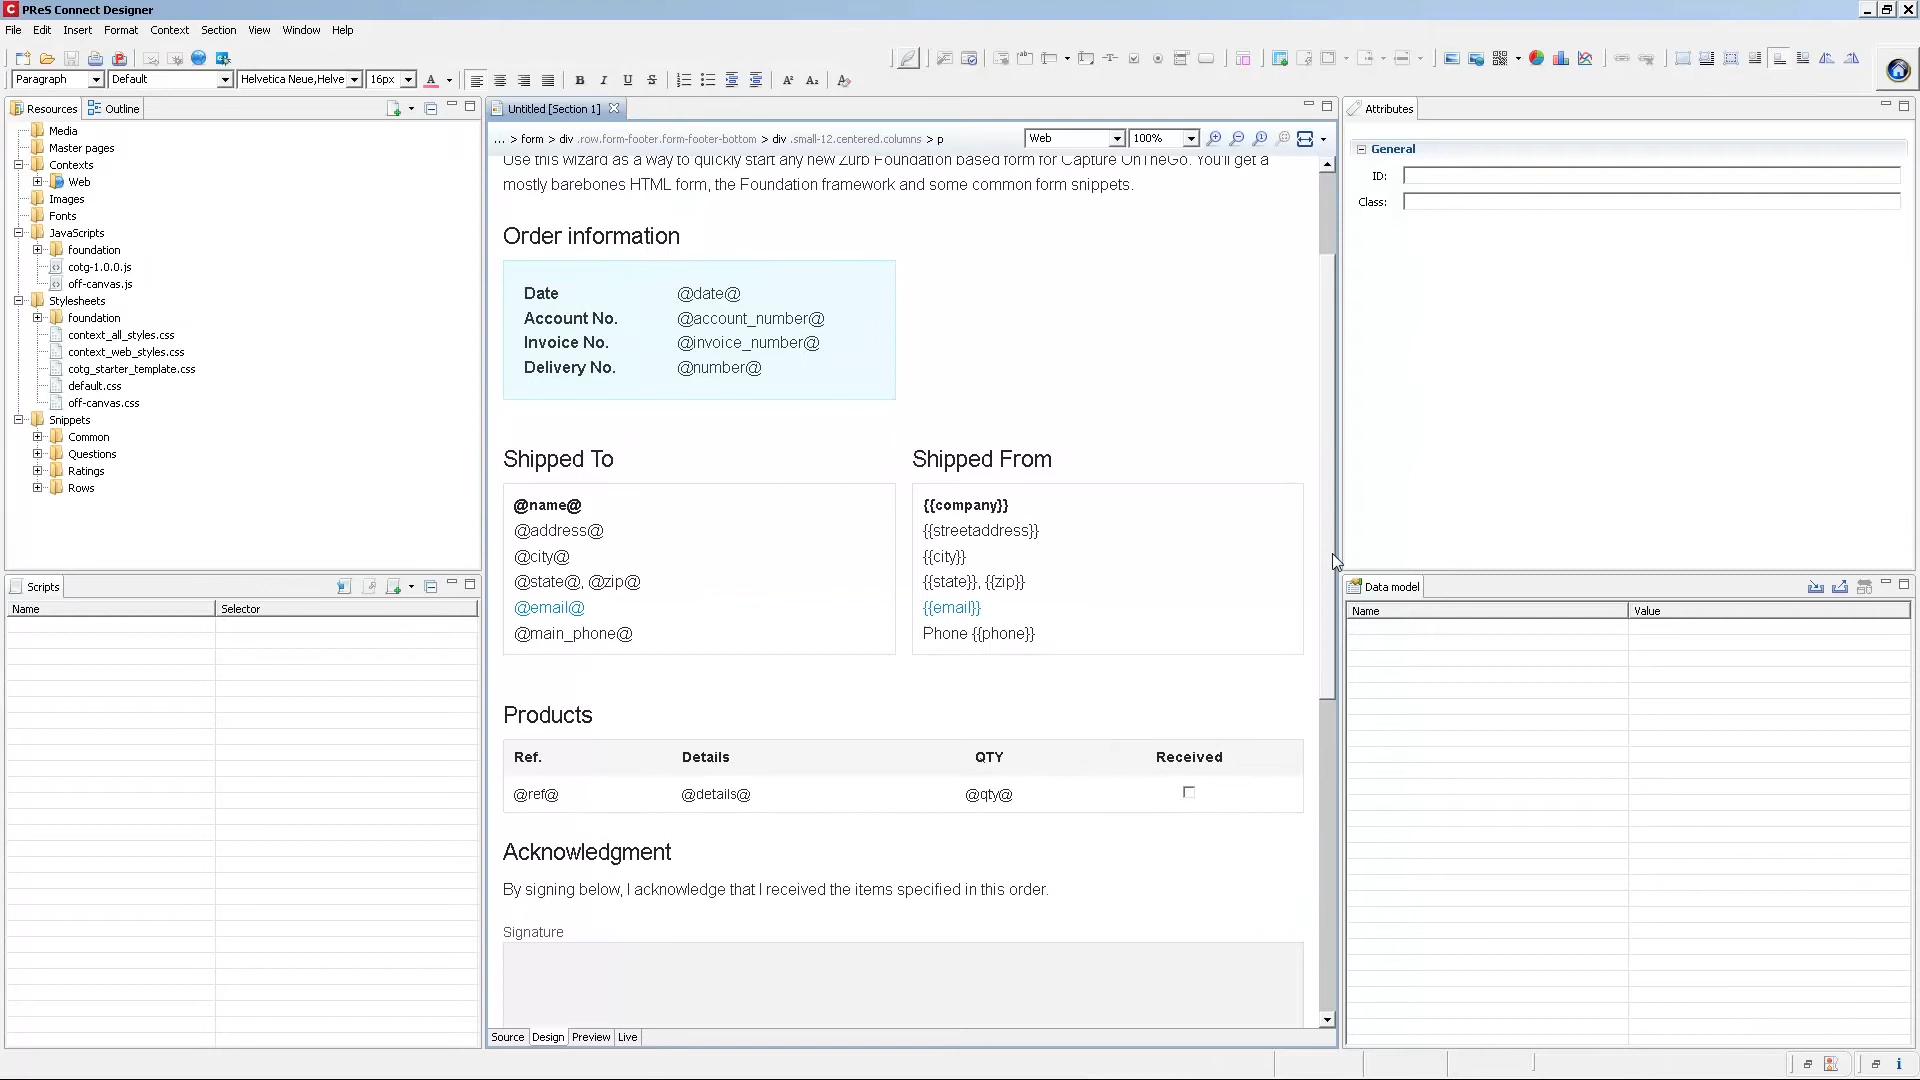 PReS Connect Designer
File Edit Insert Format Context Section View Window Help
Paragraph Default Helvetica Neue,Helve 16px
Resources Outline
Media
Master pages
Contexts
Web
Images
Fonts
JavaScripts
foundation
cotg-1.0.0.js
off-canvas.js
Stylesheets
foundation
context_all_styles.css
context_web_styles.css
cotg_starter_template.css
default.css
off-canvas.css
Snippets
Common
Questions
Ratings
Rows
Scripts
Name Selector
Untitled [Section 1]
... > form > div .row.form-footer.form-footer-bottom > div .small-12.centered.columns > p
Web 100%
Use this wizard as a way to quickly start any new Zurb Foundation based form for Capture OnTheGo. You'll get a
mostly barebones HTML form, the Foundation framework and some common form snippets.
Order information
Date @date@
Account No. @account_number@
Invoice No. @invoice_number@
Delivery No. @number@
Shipped To
@name@
@address@
@city@
@state@, @zip@
@email@
@main_phone@
Shipped From
{{company}}
{{streetaddress}}
{{city}}
{{state}}, {{zip}}
{{email}}
Phone {{phone}}
Products
Ref. Details QTY Received
@ref@ @details@ @qty@
Acknowledgment
By signing below, I acknowledge that I received the items specified in this order.
Signature
Source Design Preview Live
Attributes
General
ID:
Class:
Data model
Name Value